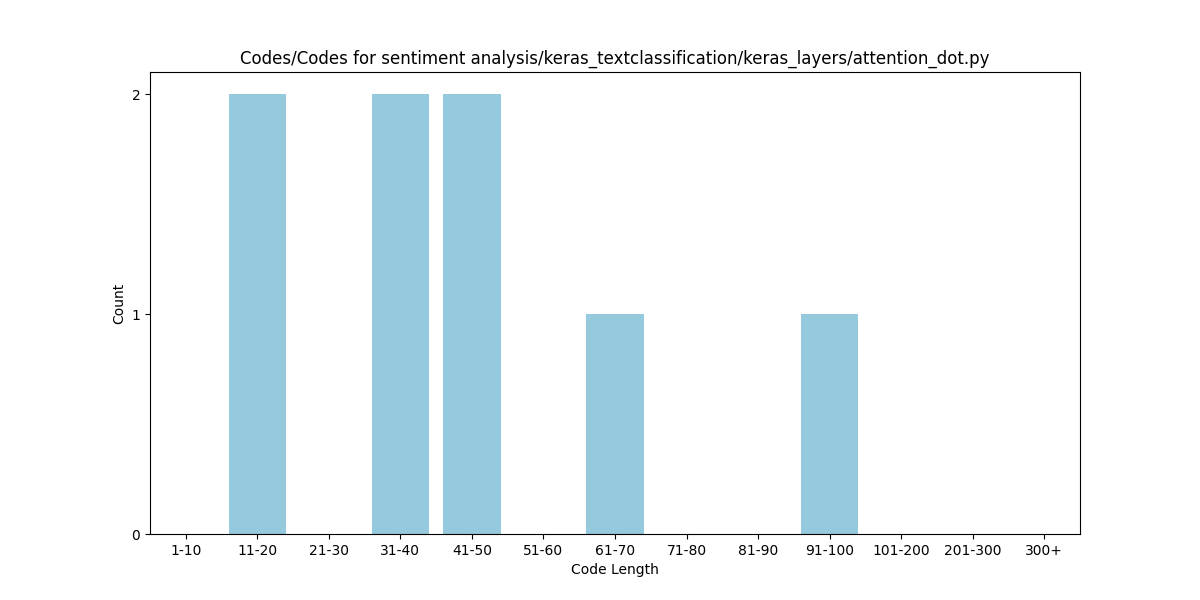 Codes/Codes for sentiment analysis/keras_textclassification/keras_layers/attention_dot.py
2
1
0
Count
1-10 11-20 21-30 31-40 41-50 51-60 61-70 71-80 81-90 91-100 101-200 201-300 300+
Code Length